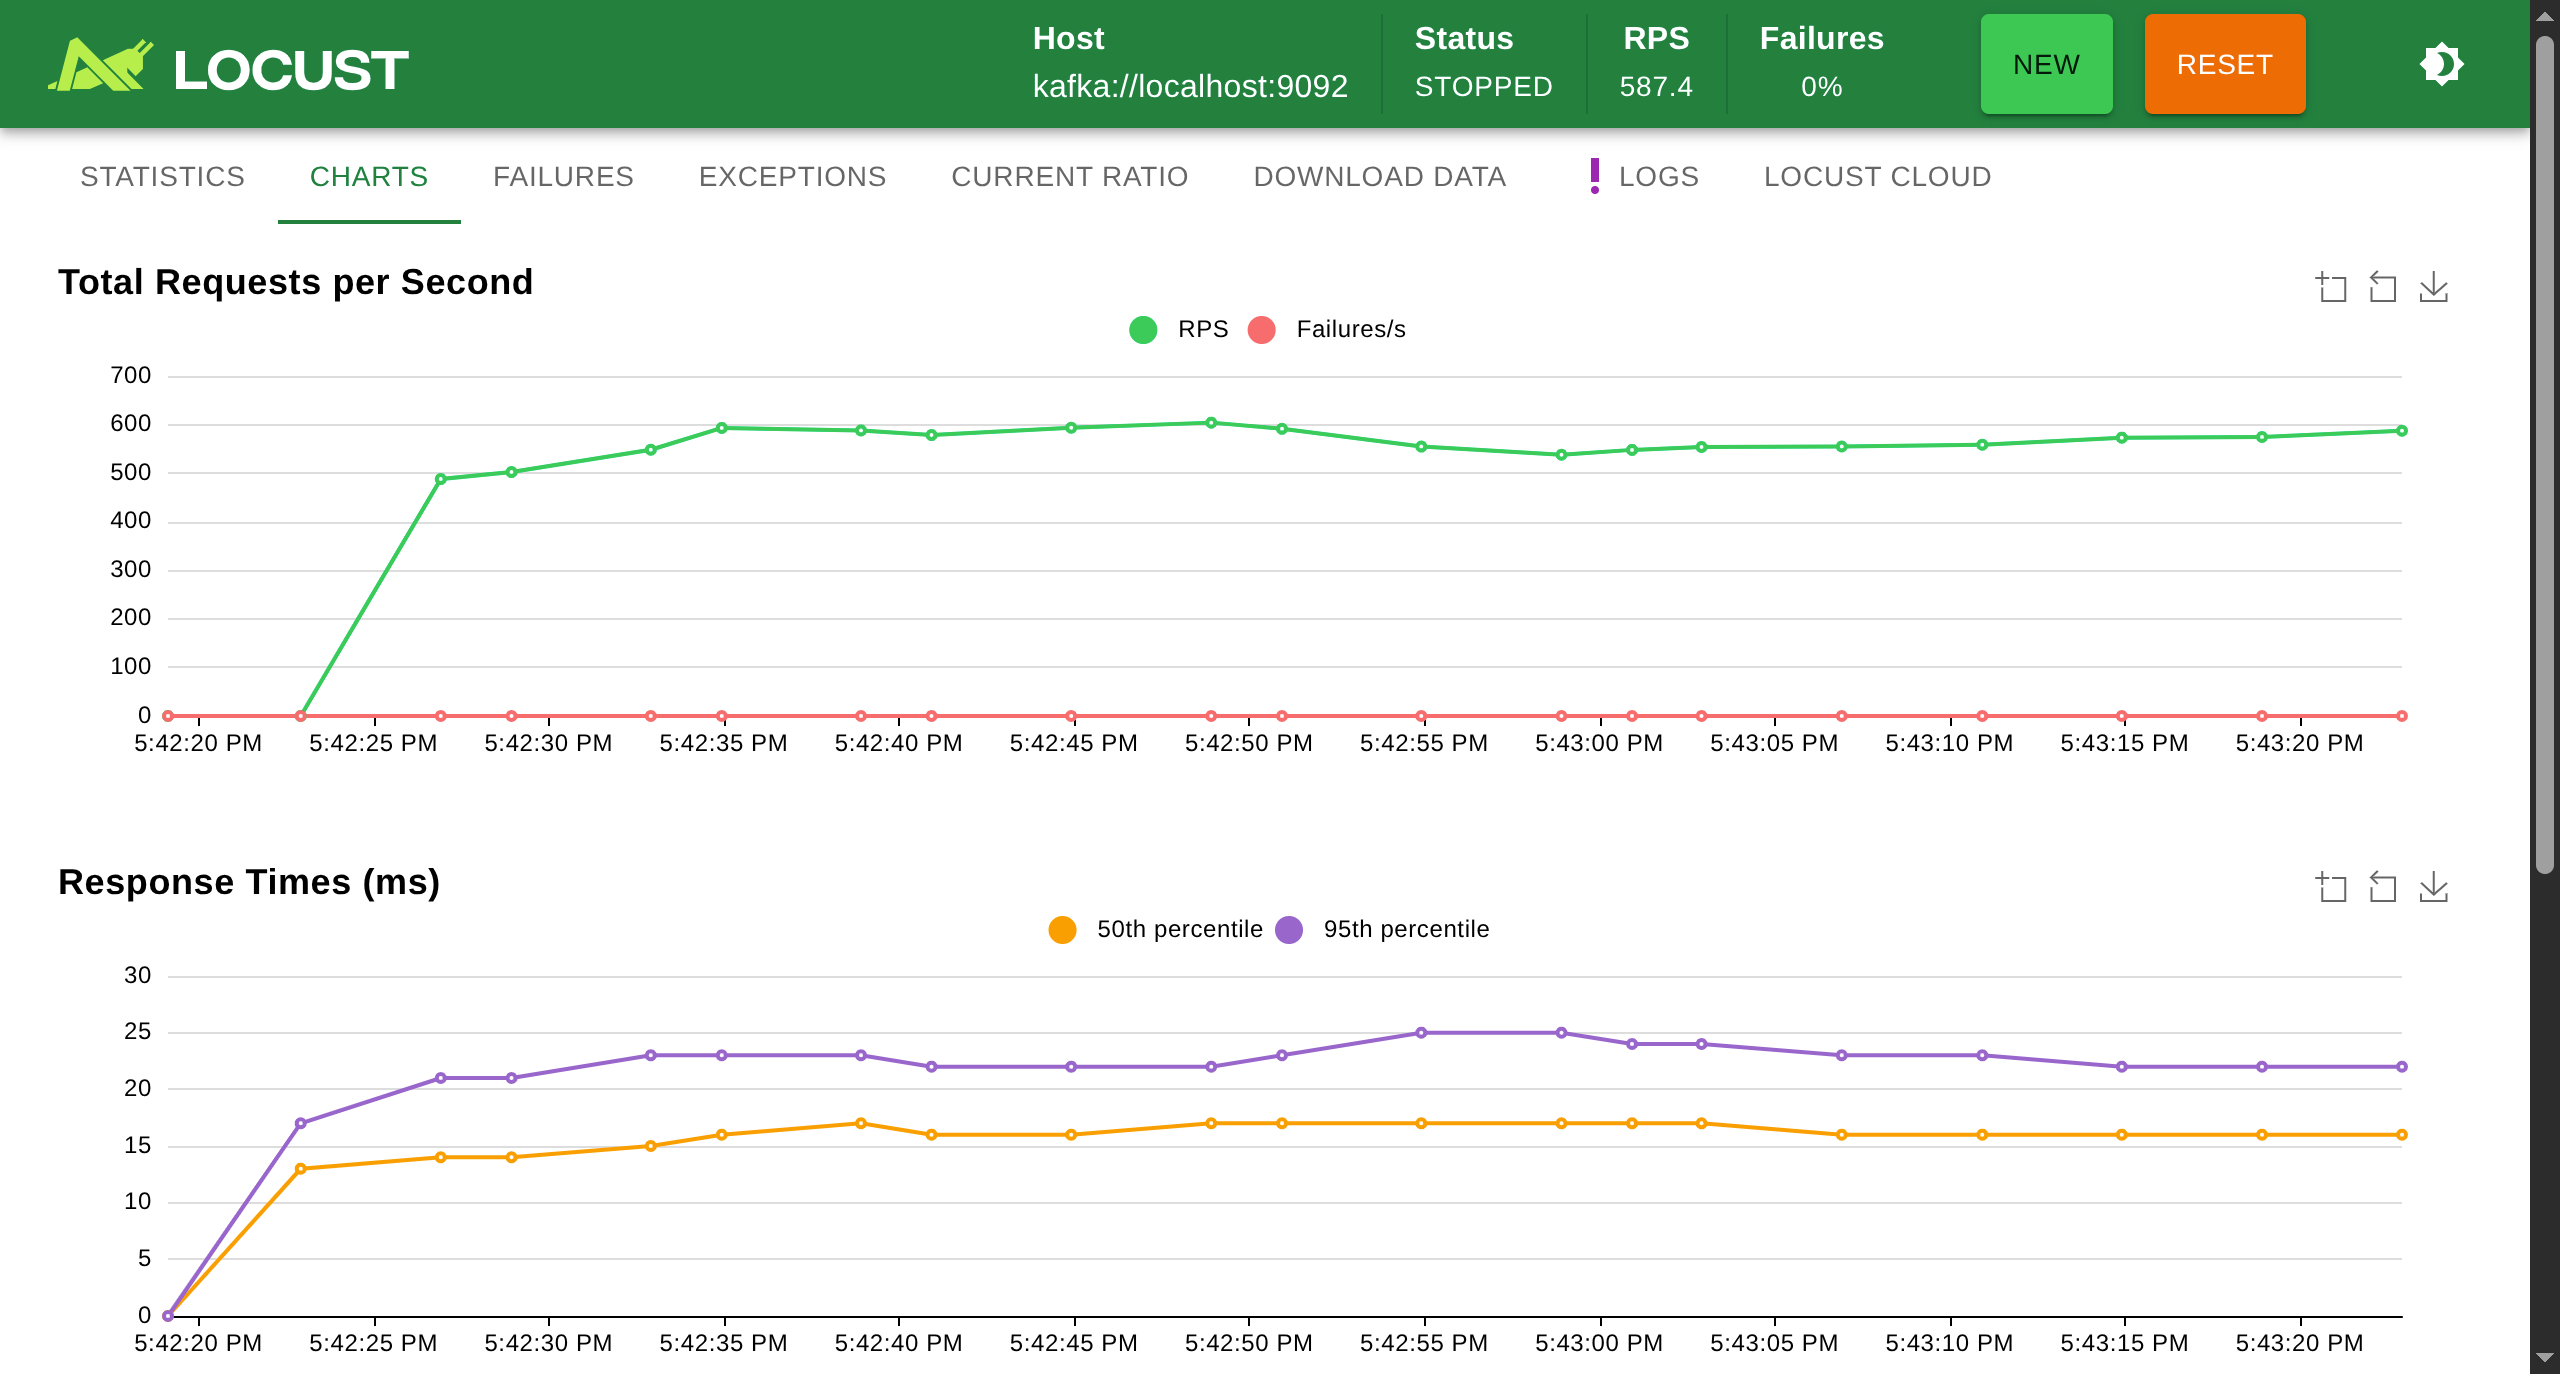 LOCUST
Host
kafka://localhost:9092
Status
STOPPED
RPS
587.4
Failures
0%
NEW
RESET
STATISTICS
CHARTS
FAILURES
EXCEPTIONS
CURRENT RATIO
DOWNLOAD DATA
LOGS
LOCUST CLOUD
Total Requests per Second
RPS
Failures/s
700
600
500
400
300
200
100
0
5:42:20 PM
5:42:25 PM
5:42:30 PM
5:42:35 PM
5:42:40 PM
5:42:45 PM
5:42:50 PM
5:42:55 PM
5:43:00 PM
5:43:05 PM
5:43:10 PM
5:43:15 PM
5:43:20 PM
Response Times (ms)
50th percentile
95th percentile
30
25
20
15
10
5
0
5:42:20 PM
5:42:25 PM
5:42:30 PM
5:42:35 PM
5:42:40 PM
5:42:45 PM
5:42:50 PM
5:42:55 PM
5:43:00 PM
5:43:05 PM
5:43:10 PM
5:43:15 PM
5:43:20 PM